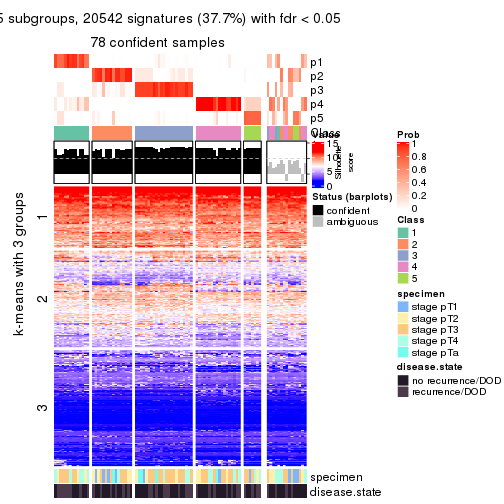 5 subgroups, 20542 signatures (37.7%) with fdr < 0.05
78 confident samples
p1
p2
p3
p4
p5
Class
Silhouette
score
k-means with 3 groups
1
2
3
specimen
disease.state
Value
15
10
5
0
Status (barplots)
confident
ambiguous
Prob
1
0.8
0.6
0.4
0.2
0
Class
1
2
3
4
5
specimen
stage pT1
stage pT2
stage pT3
stage pT4
stage pTa
disease.state
no recurrence/DOD
recurrence/DOD